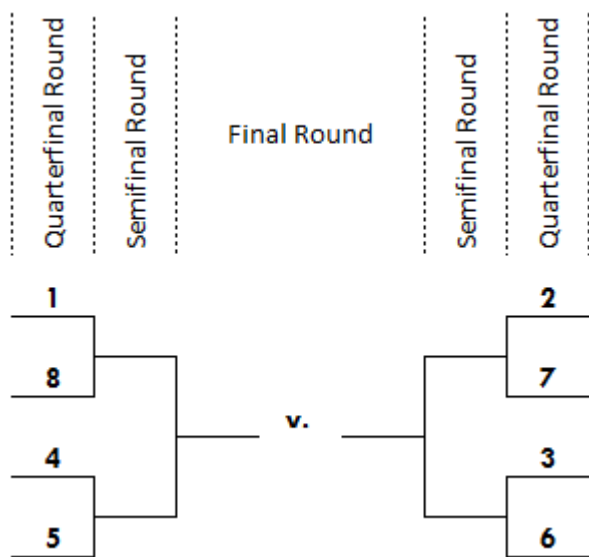 Quarterfinal Round
Semifinal Round
Final Round
Semifinal Round
Quarterfinal Round
1
2
8
7
v.
4
3
5
6